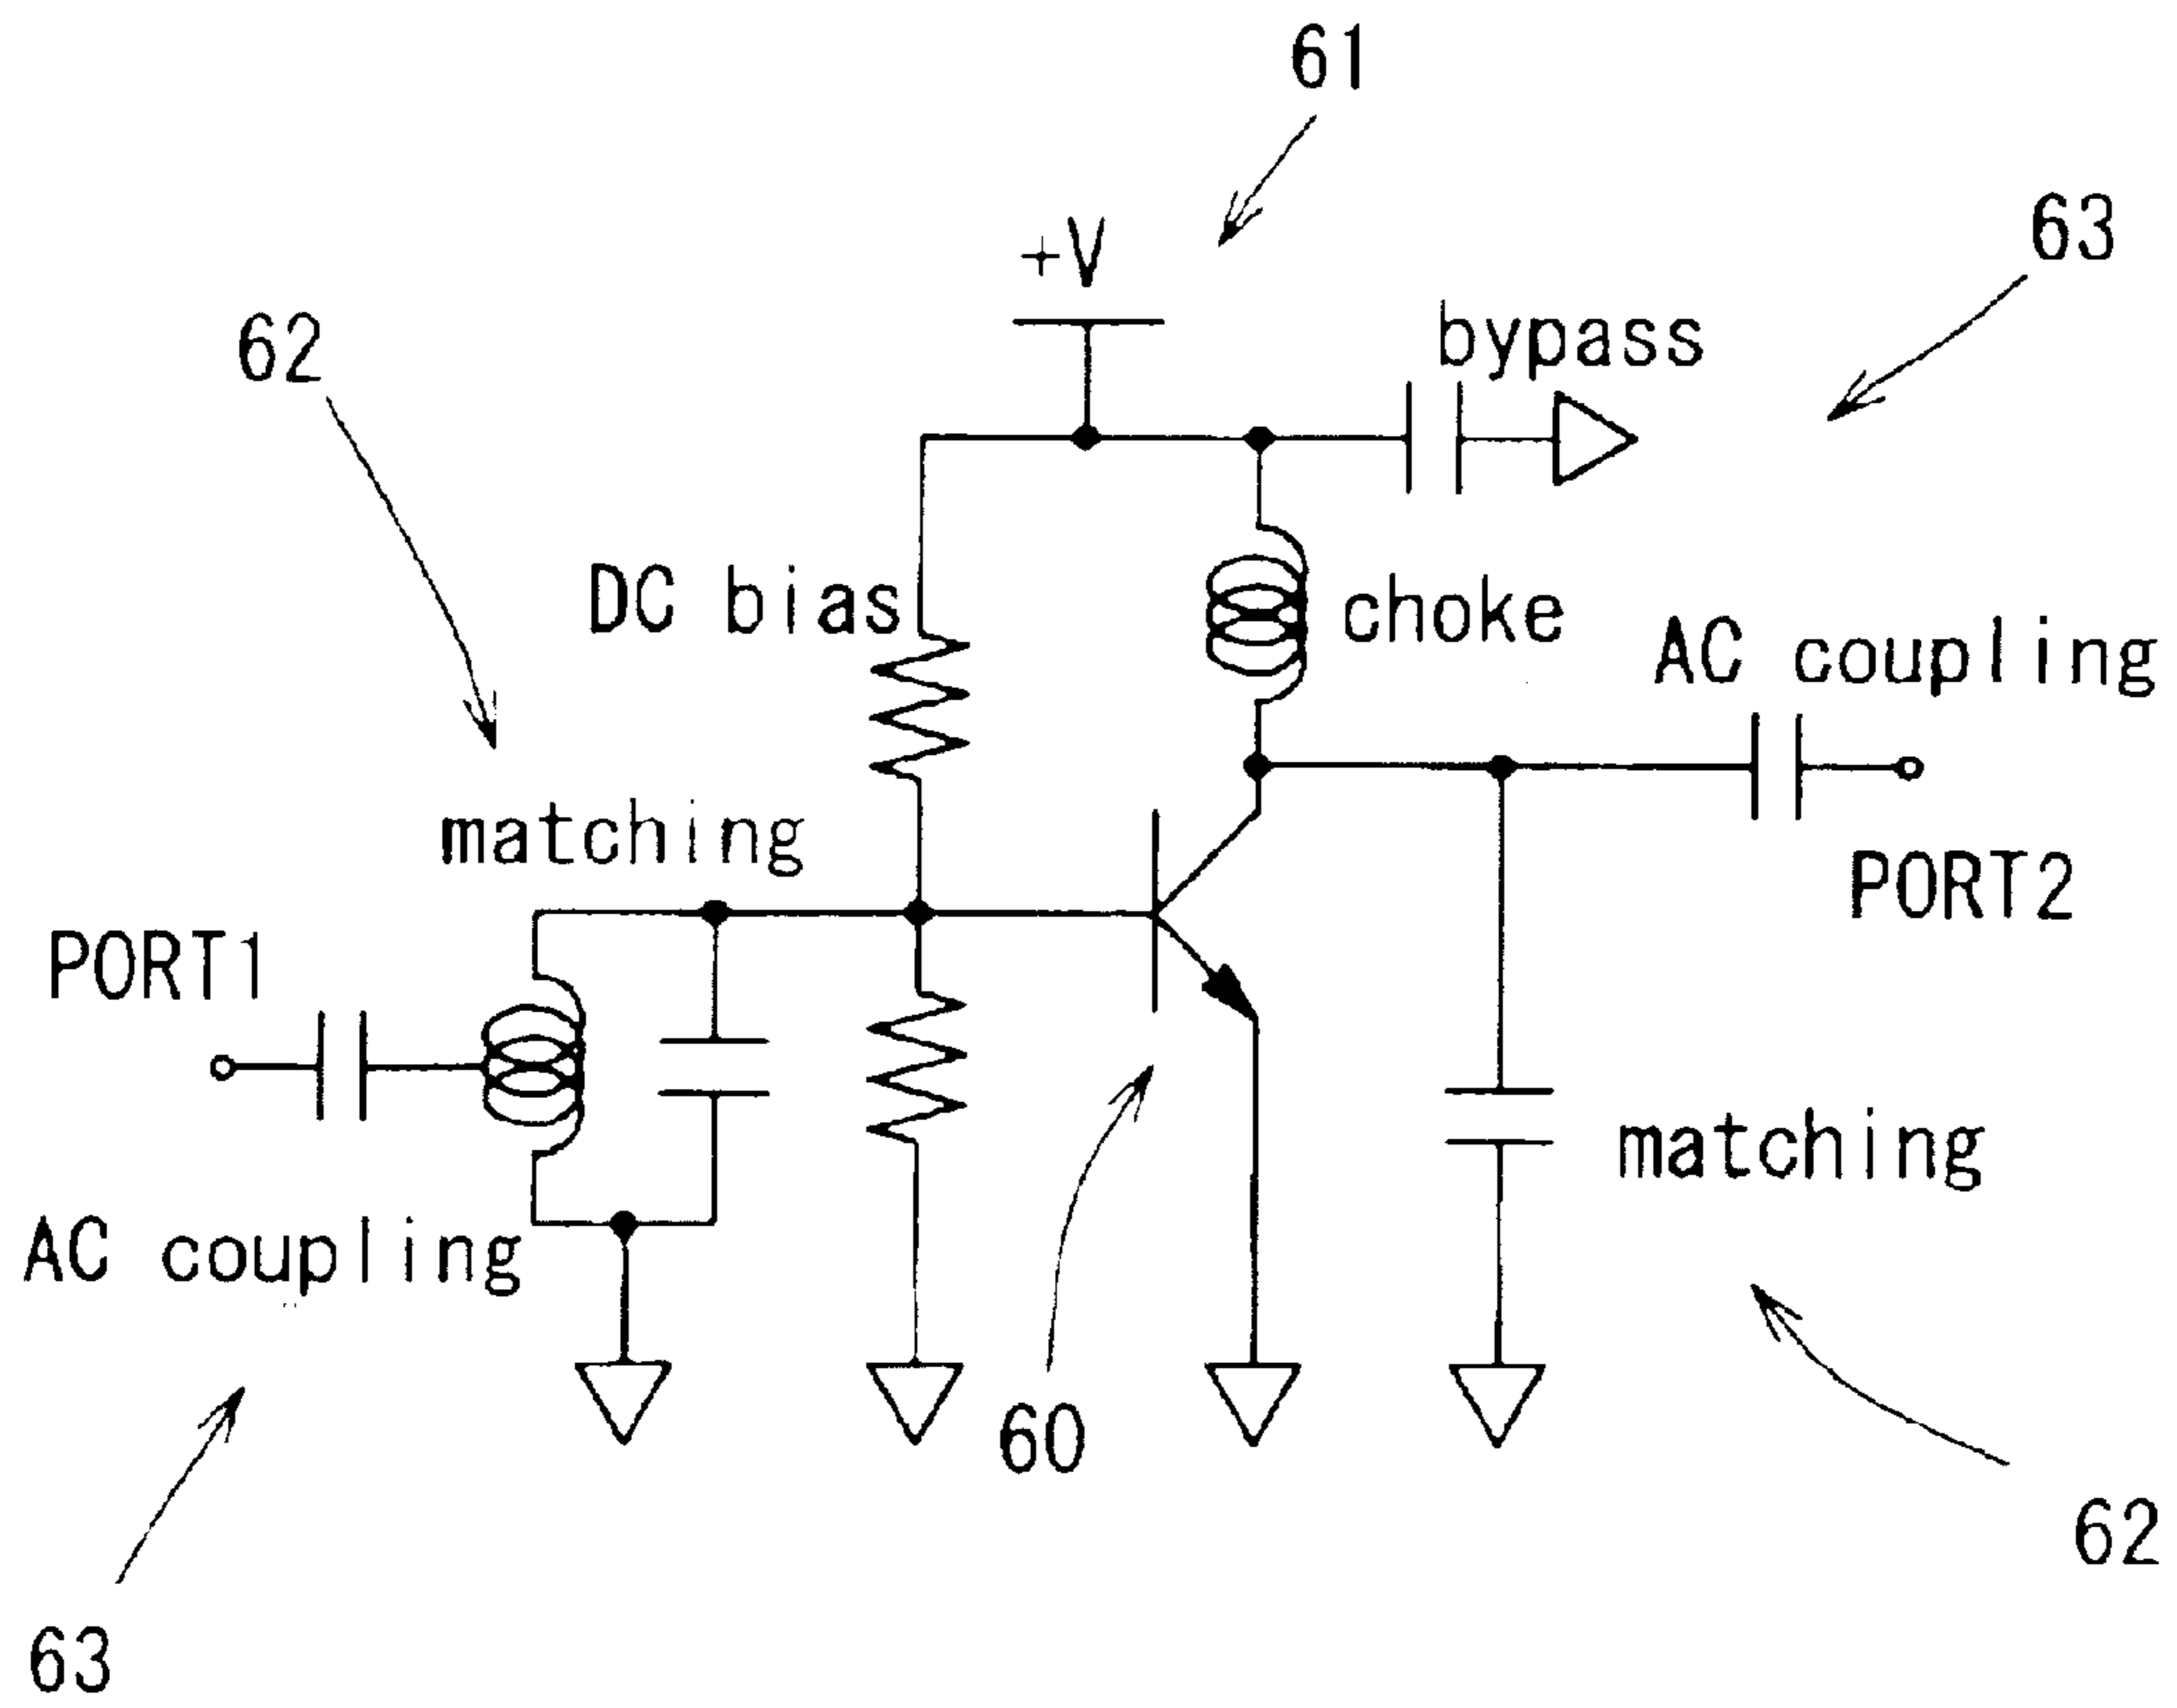 61
63
+V
62
bypass
DC bias
choke
AC coupling
matching
PORT2
PORT1
matching
AC coupling
60
62
63